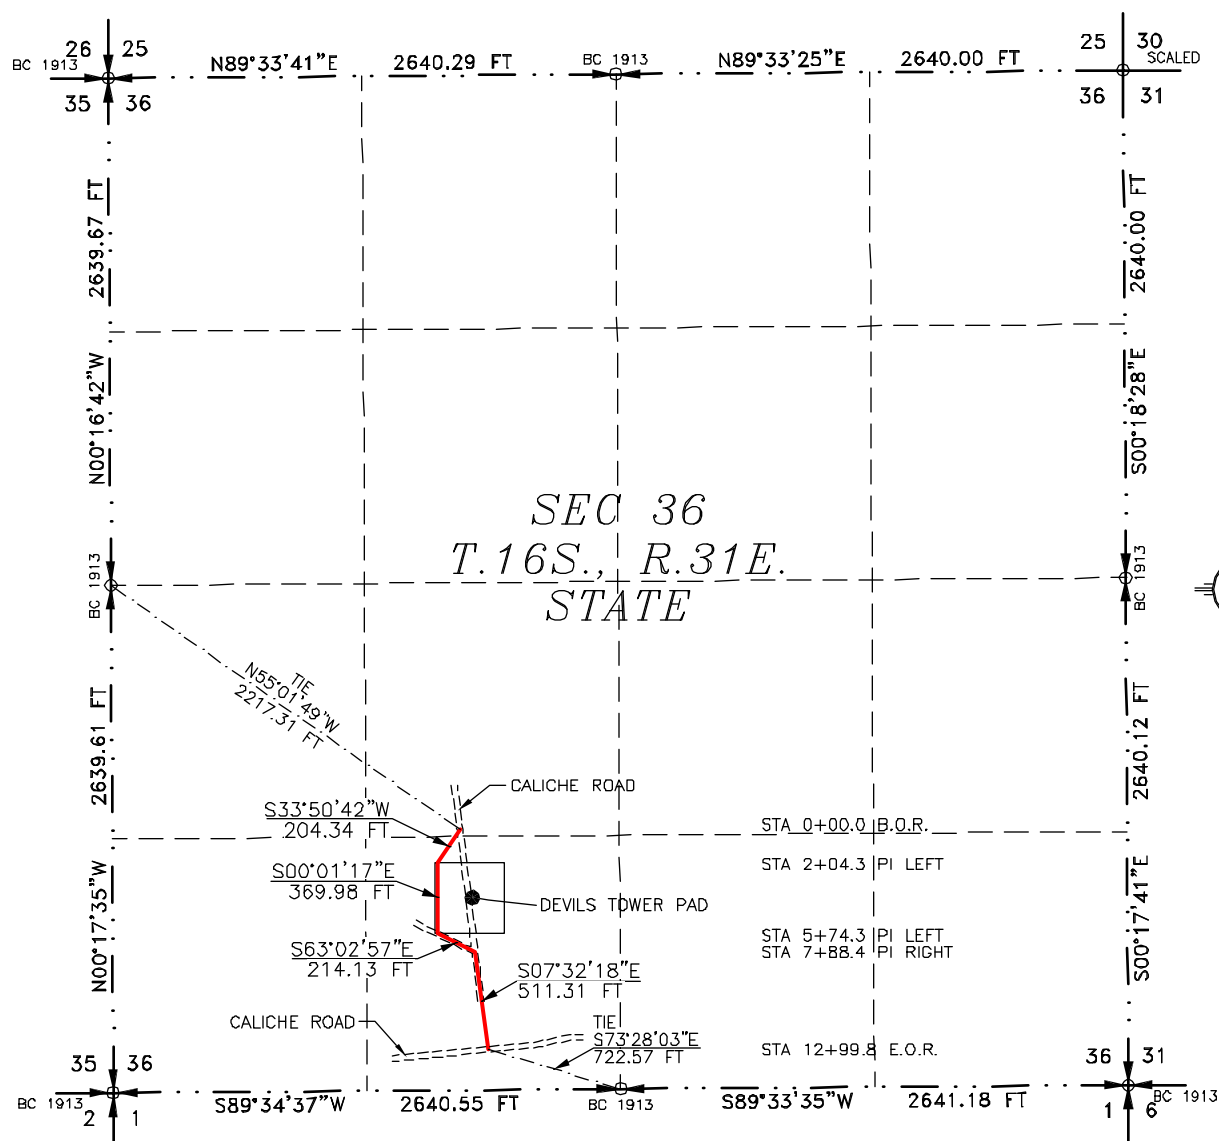 26 25
BC 1913
N89°33'41"E 2640.29 FT
BC 1913
N89°33'25"E 2640.00 FT
25 30
SCALED
35 36
36 31
2639.67 FT
2640.00 FT
N00°16'42"W
S00°18'28"E
SEC 36
T.16S., R.31E.
STATE
BC 1913
BC 1913
TIE
N55°01'49"W
2217.31 FT
2639.61 FT
2640.12 FT
CALICHE ROAD
S33°50'42"W
204.34 FT
STA 0+00.0 B.O.R.
S00°01'17"E
369.98 FT
STA 2+04.3 PI LEFT
DEVILS TOWER PAD
N00°17'35"W
S00°17'41"E
S63°02'57"E
214.13 FT
STA 5+74.3 PI LEFT
STA 7+88.4 PI RIGHT
S07°32'18"E
511.31 FT
CALICHE ROAD
TIE
S73°28'03"E
722.57 FT
STA 12+99.8 E.O.R.
35 36
36 31
BC 1913
S89°34'37"W 2640.55 FT
BC 1913
S89°33'35"W 2641.18 FT
BC 1913
2 1
1 6